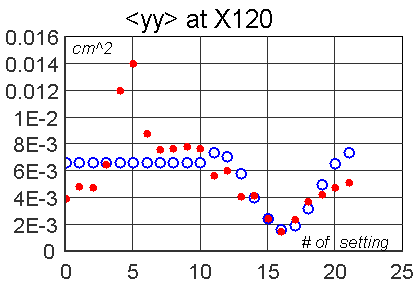 <yy> at X120
0.016
cm^2
0.014
0.012
1E-2
8E-3
6E-3
4E-3
2E-3
# of setting
0
0 5 10 15 20 25